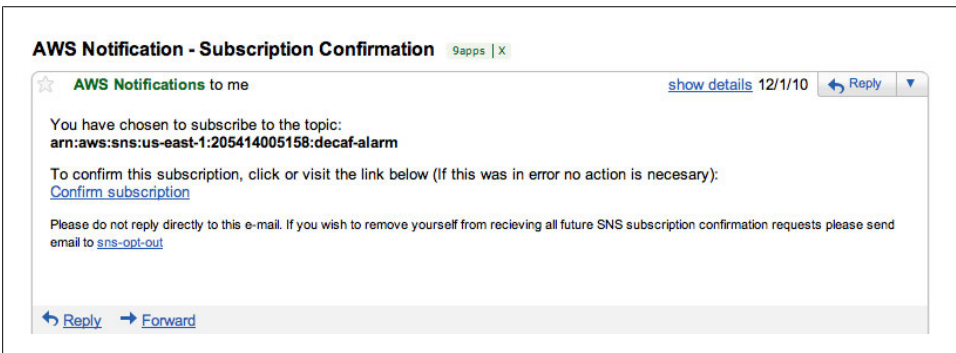 AWS Notification - Subscription Confirmation 9apps | X
AWS Notifications to me show details 12/1/10 Reply
You have chosen to subscribe to the topic:
arn:aws:sns:us-east-1:205414005158:decaf-alarm
To confirm this subscription, click or visit the link below (If this was in error no action is necesary):
Confirm subscription
Please do not reply directly to this e-mail. If you wish to remove yourself from recieving all future SNS subscription confirmation requests please send
email to sns-opt-out
Reply Forward